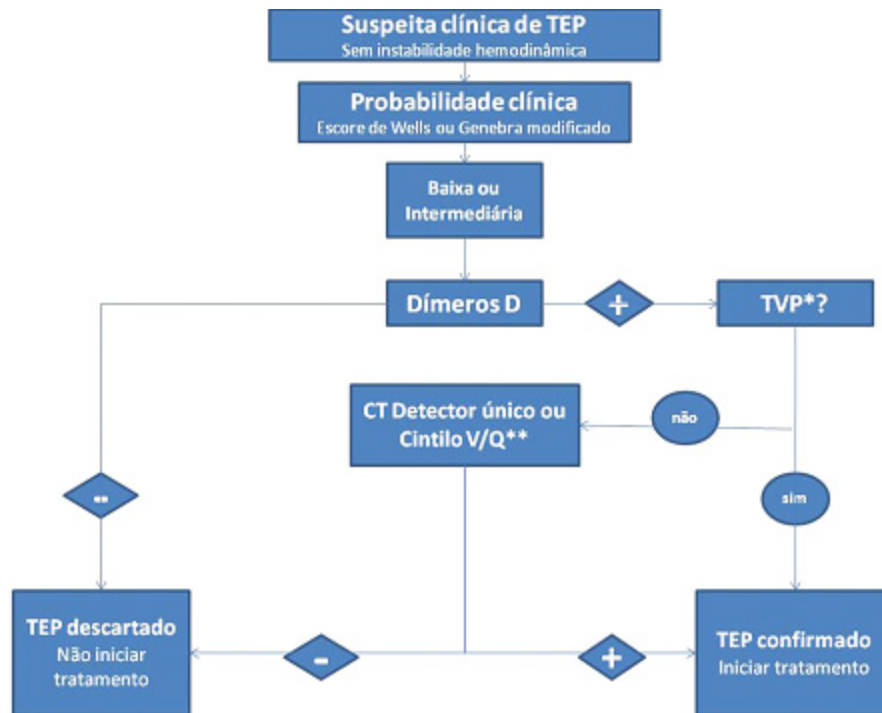 Suspeita clínica de TEP
Sem instabilidade hemodinâmica
Probabilidade clínica
Escore de Wells ou Genebra modificado
Baixa ou
Intermediária
Dímeros D
+
TVP*?
CT Detector único ou
Cintilo V/Q**
não
--
sim
TEP descartado
Não iniciar
tratamento
-
+
TEP confirmado
Iniciar tratamento